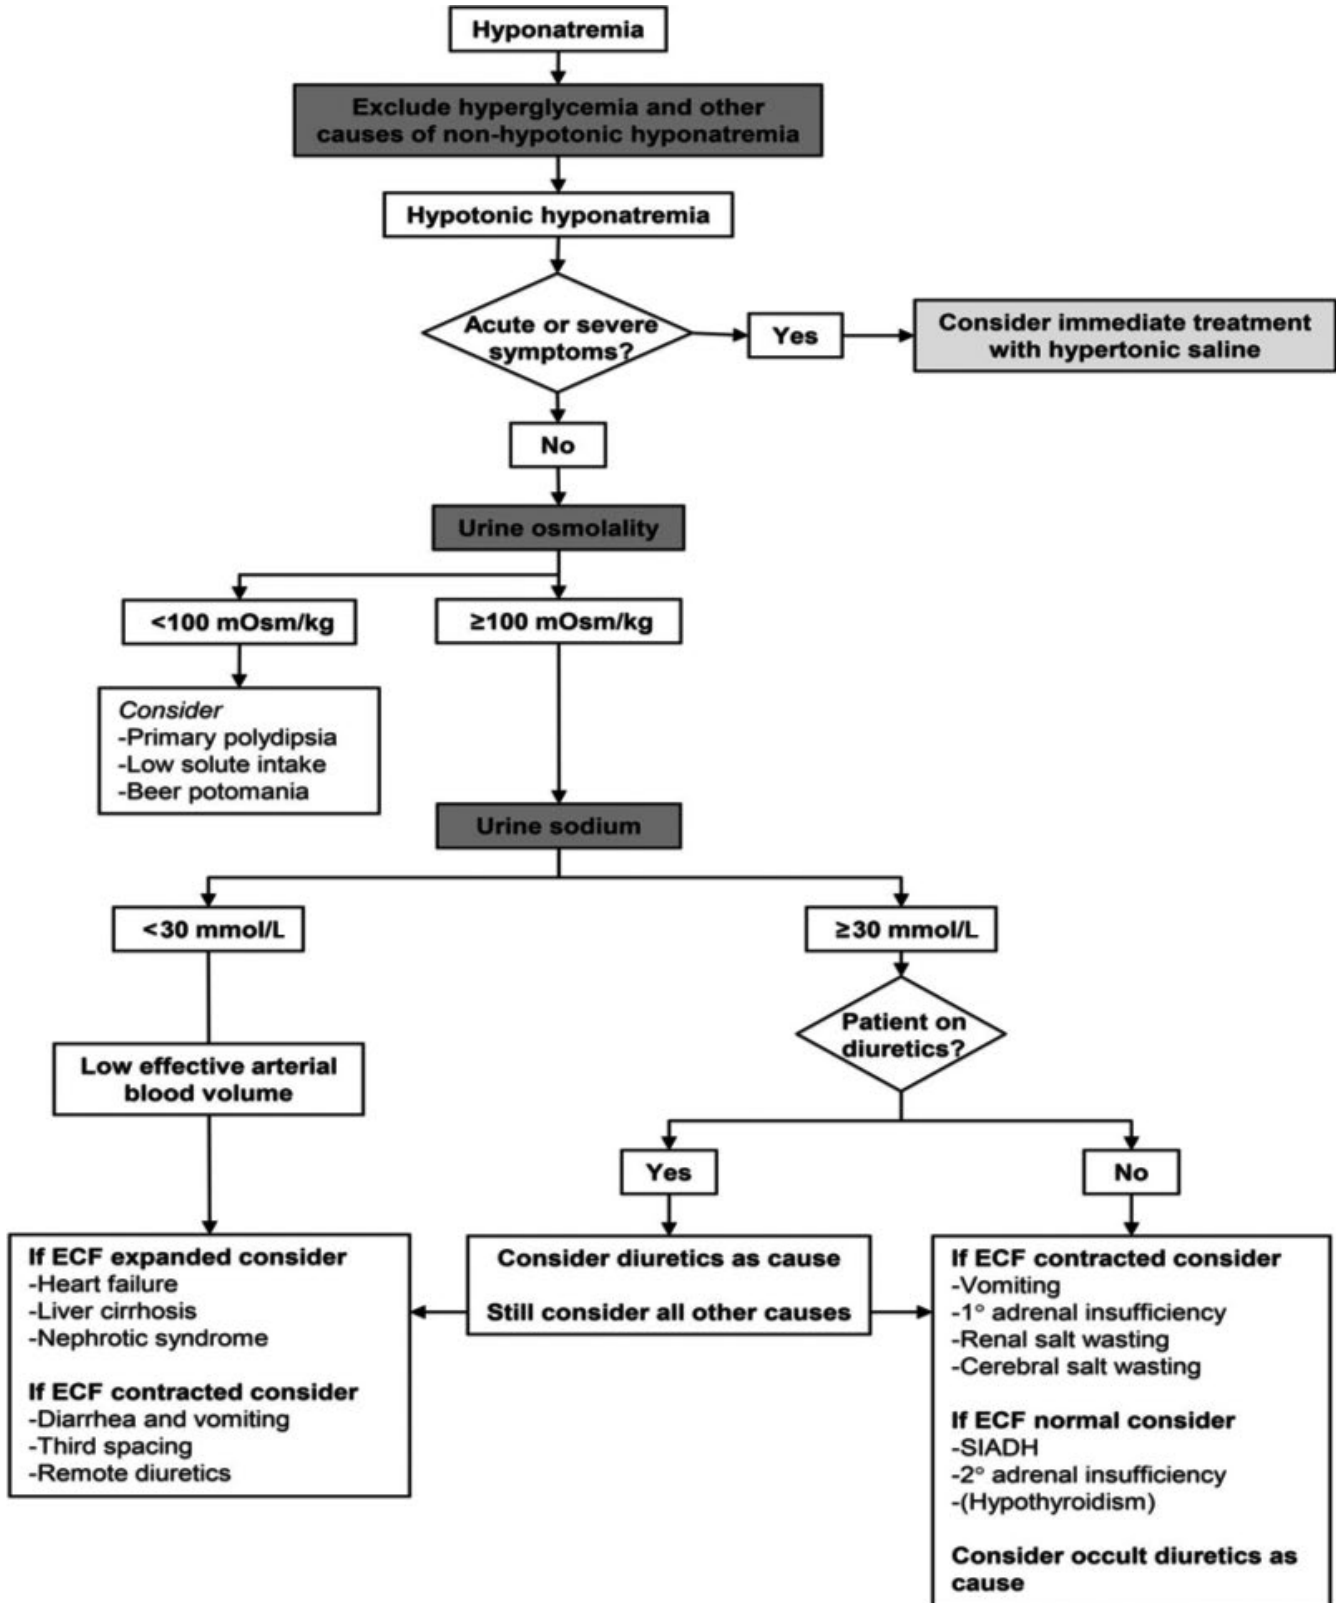 Hyponatremia
Exclude hyperglycemia and other
causes of non-hypotonic hyponatremia
Hypotonic hyponatremia
Acute or severe
symptoms?
Yes
Consider immediate treatment
with hypertonic saline
No
Urine osmolality
<100 mOsm/kg
≥100 mOsm/kg
Consider
-Primary polydipsia
-Low solute intake
-Beer potomania
Urine sodium
<30 mmol/L
≥30 mmol/L
Patient on
diuretics?
Low effective arterial
blood volume
Yes
No
If ECF expanded consider
-Heart failure
-Liver cirrhosis
-Nephrotic syndrome
If ECF contracted consider
-Diarrhea and vomiting
-Third spacing
-Remote diuretics
Consider diuretics as cause
Still consider all other causes
If ECF contracted consider
-Vomiting
-1° adrenal insufficiency
-Renal salt wasting
-Cerebral salt wasting
If ECF normal consider
-SIADH
-2° adrenal insufficiency
-(Hypothyroidism)
Consider occult diuretics as
cause